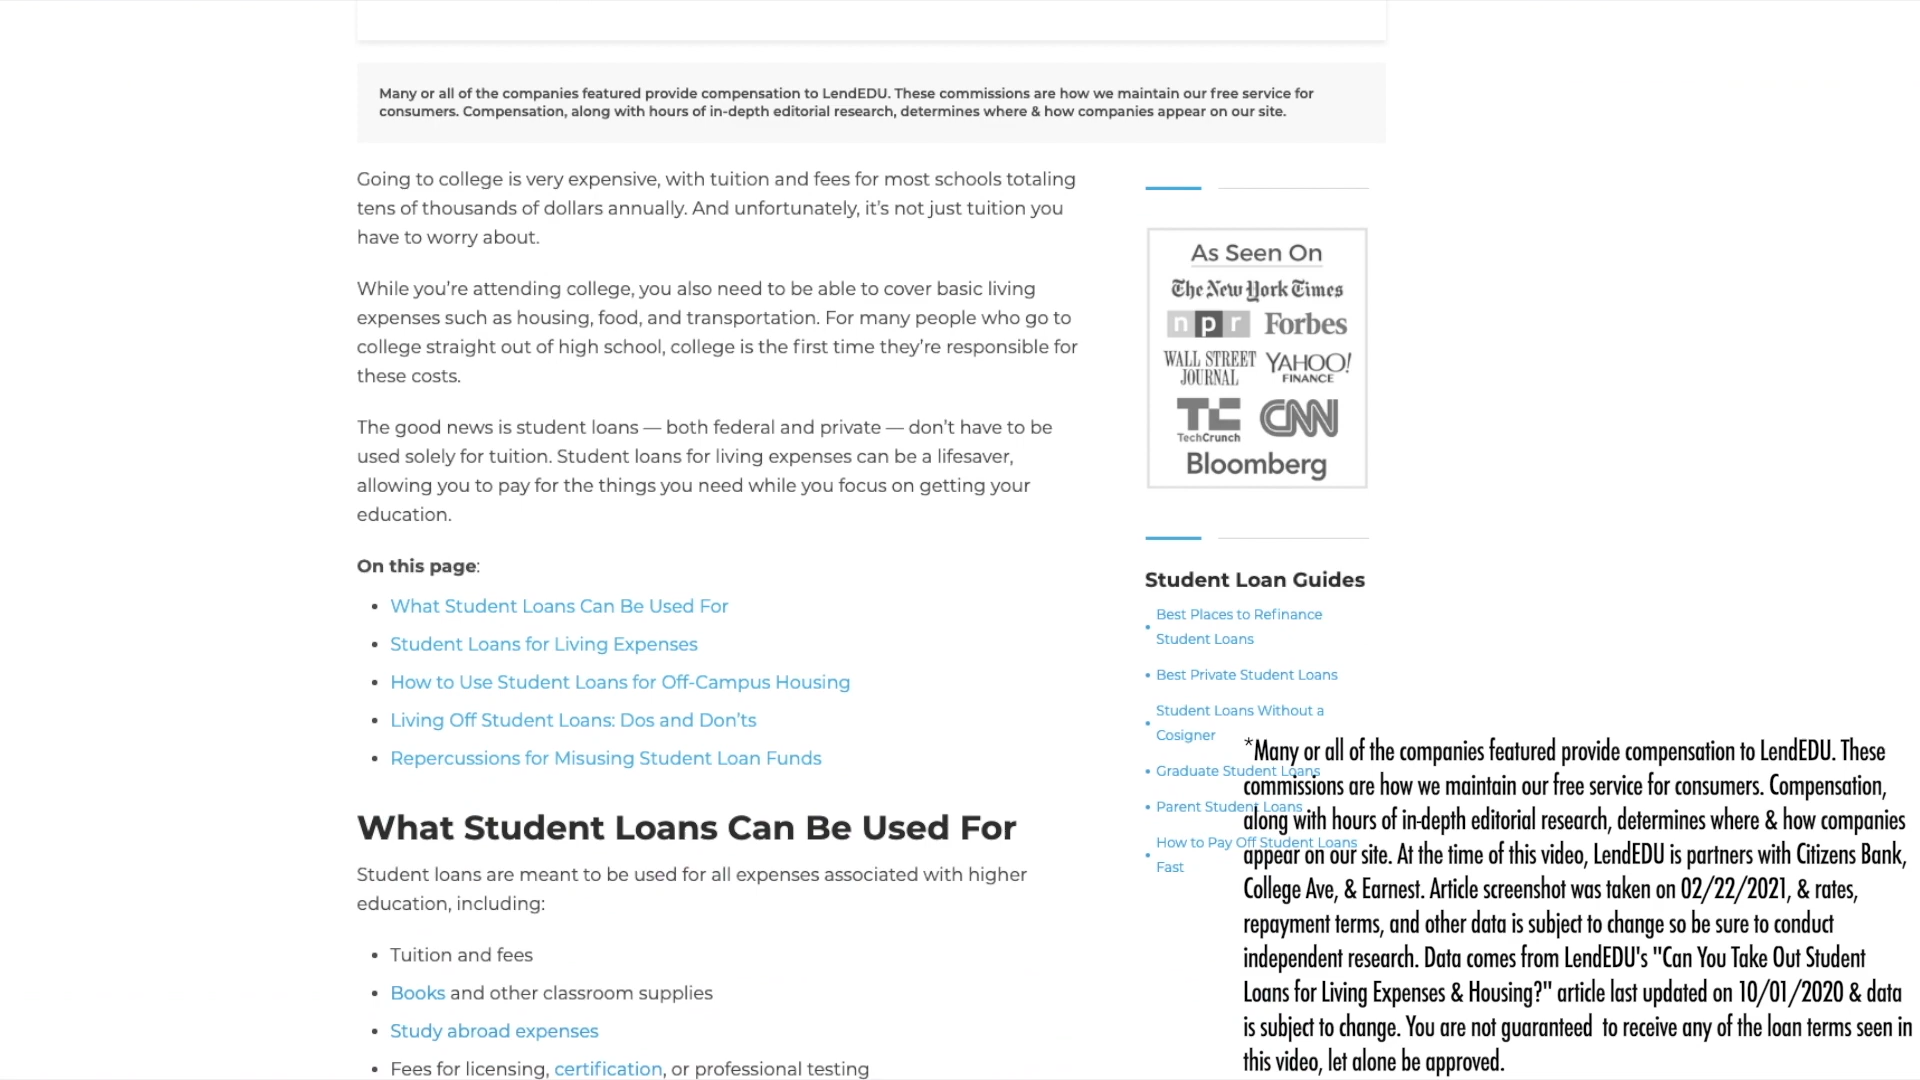 Many or all of the companies featured provide compensation to LendEDU. These commissions are how we maintain our free service for
consumers. Compensation, along with hours of in-depth editorial research, determines where & how companies appear on our site.
Going to college is very expensive, with tuition and fees for most schools totaling
tens of thousands of dollars annually. And unfortunately, it’s not just tuition you
have to worry about.
While you’re attending college, you also need to be able to cover basic living
expenses such as housing, food, and transportation. For many people who go to
college straight out of high school, college is the first time they’re responsible for
these costs.
The good news is student loans — both federal and private — don’t have to be
used solely for tuition. Student loans for living expenses can be a lifesaver,
allowing you to pay for the things you need while you focus on getting your
education.
On this page:
• What Student Loans Can Be Used For
• Student Loans for Living Expenses
• How to Use Student Loans for Off-Campus Housing
• Living Off Student Loans: Dos and Don’ts
• Repercussions for Misusing Student Loan Funds
What Student Loans Can Be Used For
Student loans are meant to be used for all expenses associated with higher
education, including:
• Tuition and fees
• Books and other classroom supplies
• Study abroad expenses
• Fees for licensing, certification, or professional testing
As Seen On
The New York Times
npr Forbes
WALL STREET JOURNAL YAHOO! FINANCE
TC TechCrunch CNN
Bloomberg
Student Loan Guides
• Best Places to Refinance
Student Loans
• Best Private Student Loans
• Student Loans Without a
Cosigner
• Graduate Student Loans
• Parent Student Loans
• How to Pay Off Student Loans
Fast
*Many or all of the companies featured provide compensation to LendEDU. These
commissions are how we maintain our free service for consumers. Compensation,
along with hours of in-depth editorial research, determines where & how companies
appear on our site. At the time of this video, LendEDU is partners with Citizens Bank,
College Ave, & Earnest. Article screenshot was taken on 02/22/2021, & rates,
repayment terms, and other data is subject to change so be sure to conduct
independent research. Data comes from LendEDU's "Can You Take Out Student
Loans for Living Expenses & Housing?" article last updated on 10/01/2020 & data
is subject to change. You are not guaranteed to receive any of the loan terms seen in
this video, let alone be approved.